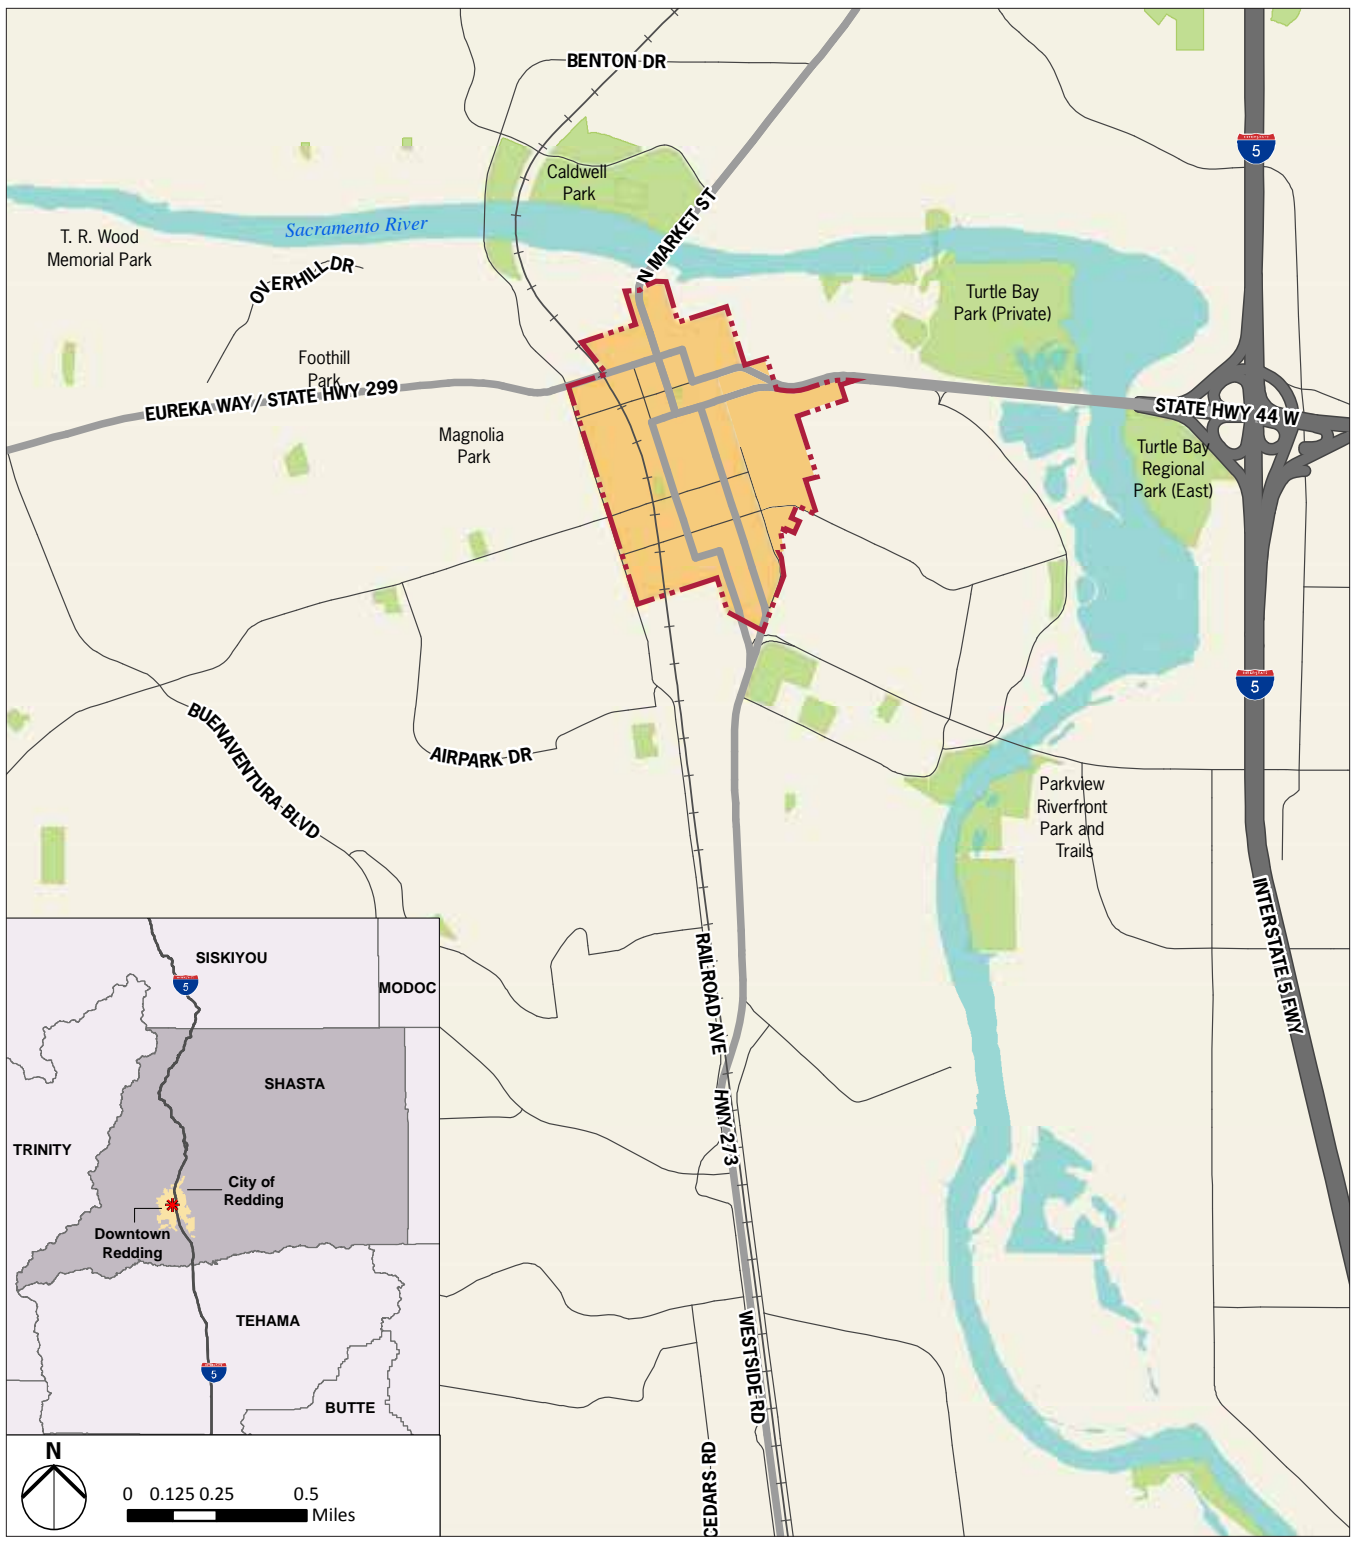 BENTON DR
5
Caldwell
Park
N MARKET ST
Sacramento River
T. R. Wood
Memorial Park
OVERHILL DR
Turtle Bay
Park (Private)
Foothill
Park
EUREKA WAY/ STATE HWY 299
STATE HWY 44 W
Magnolia
Park
Turtle Bay
Regional
Park (East)
5
BUENAVENTURA BLVD
AIRPARK DR
Parkview
Riverfront
Park and
Trails
INTERSTATE 5 FWY
RAILROAD AVE
HWY 273
WESTSIDE RD
CEDARS RD
SISKIYOU
5
MODOC
SHASTA
TRINITY
City of
Redding
Downtown
Redding
TEHAMA
5
BUTTE
N
0 0.125 0.25 0.5
Miles